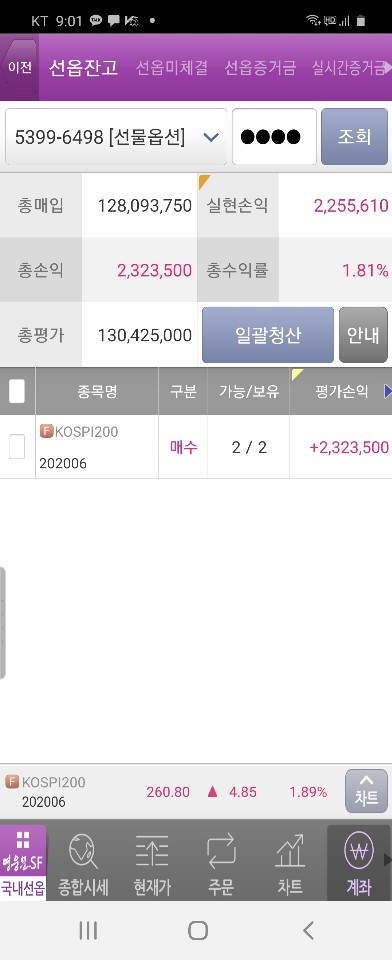 KT 9:01
이전 선옵잔고 선옵미체결 선옵증거금 실시간증거금
5399-6498 [선물옵션] ●●●● 조회
총매입 128,093,750 실현손익 2,255,610
총손익 2,323,500 총수익률 1.81%
총평가 130,425,000 일괄청산 안내
종목명 구분 가능/보유 평가손익
F KOSPI200
202006 매수 2 / 2 +2,323,500
F KOSPI200
202006 260.80 ▲ 4.85 1.89% 차트
영웅문SF
국내선옵 종합시세 현재가 주문 차트 계좌